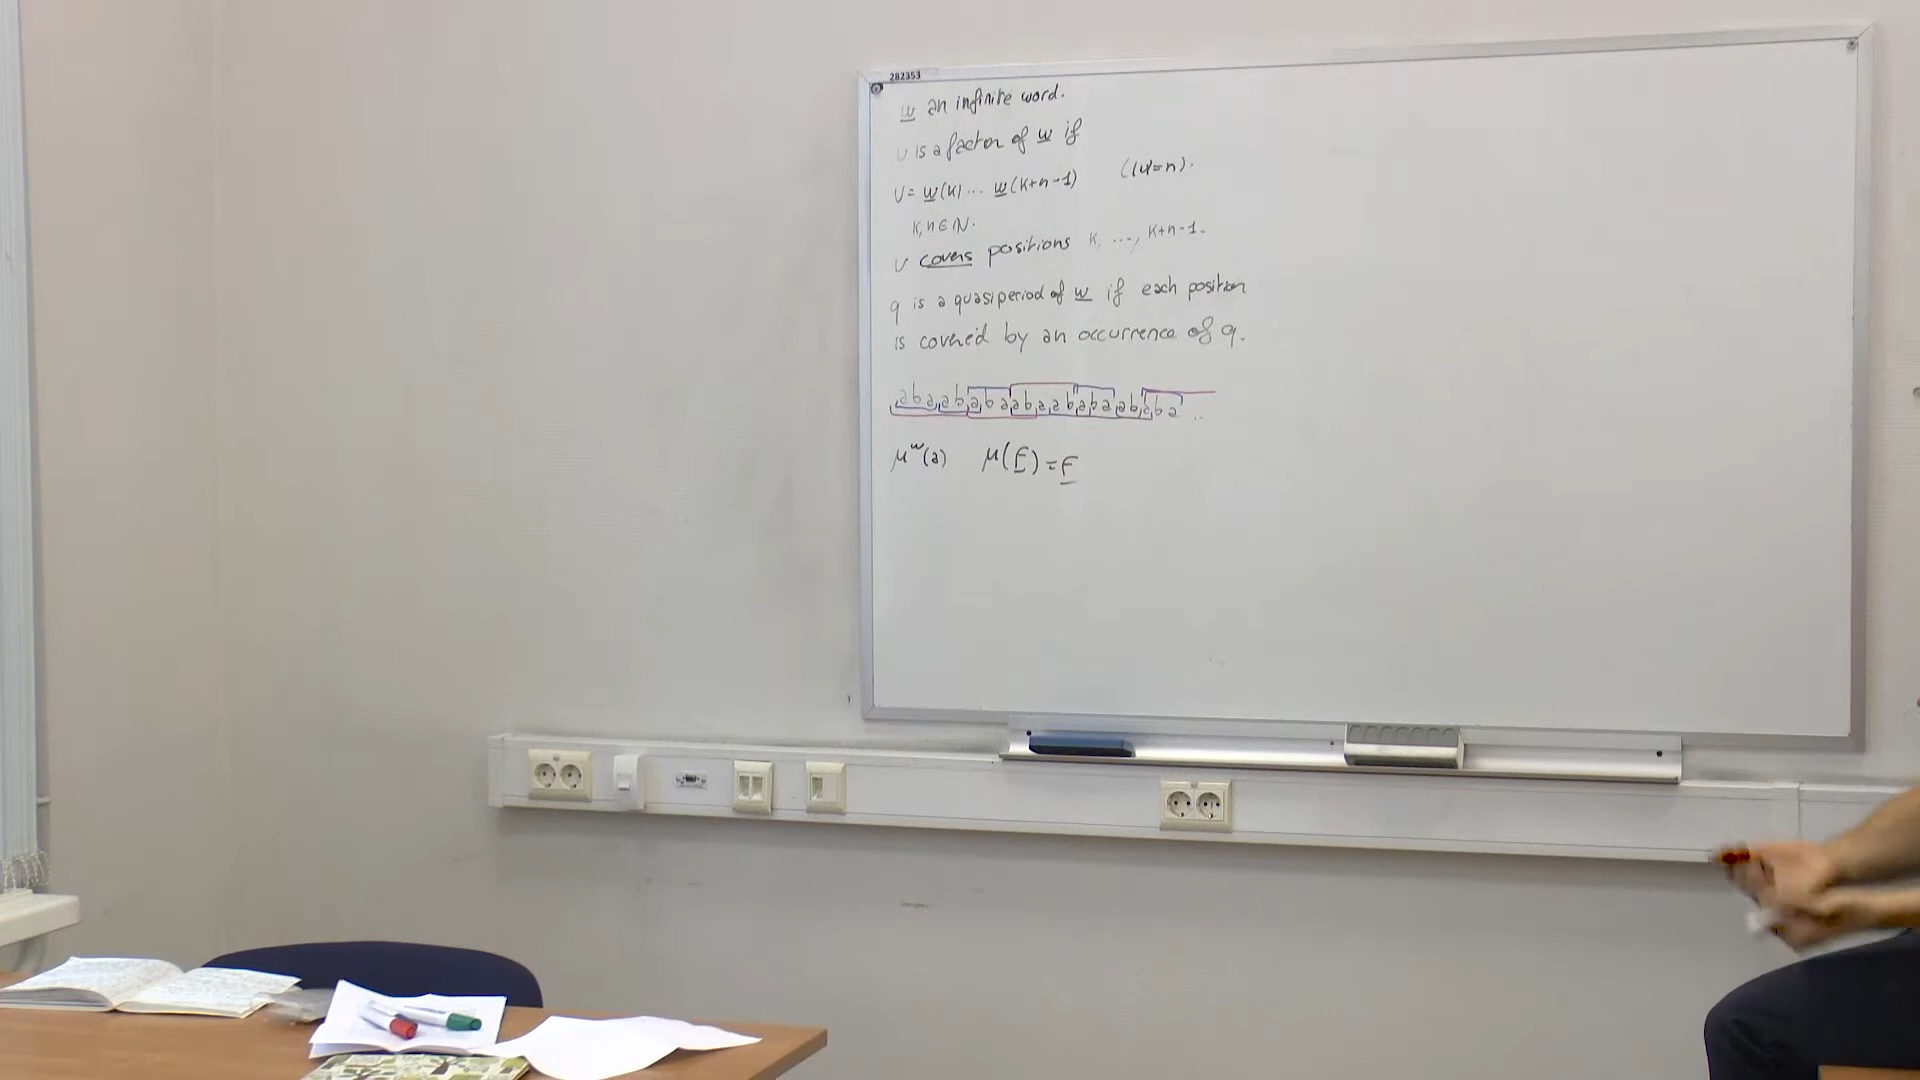 282353
w an infinite word.
u is a factor of w if
u = w(k) ... w(k+n-1) (|u|=n).
k, n ∈ N.
u covers positions k, ..., k+n-1.
q is a quasiperiod of w if each position
is covered by an occurrence of q.
abaababaabaababaababa ..
μ^ω(a) μ(F) = F